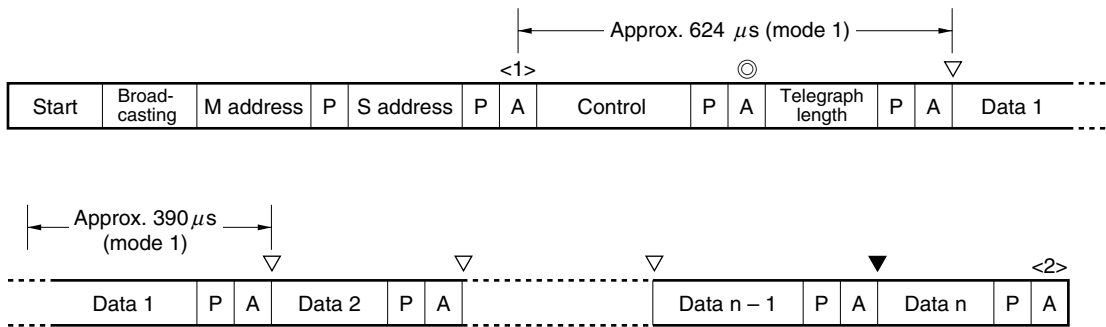 Approx. 624 μs (mode 1)
<1>
Start Broad-casting M address P S address P A Control P A Telegraph length P A Data 1
Approx. 390 μs
(mode 1)
<2>
Data 1 P A Data 2 P A Data n – 1 P A Data n P A